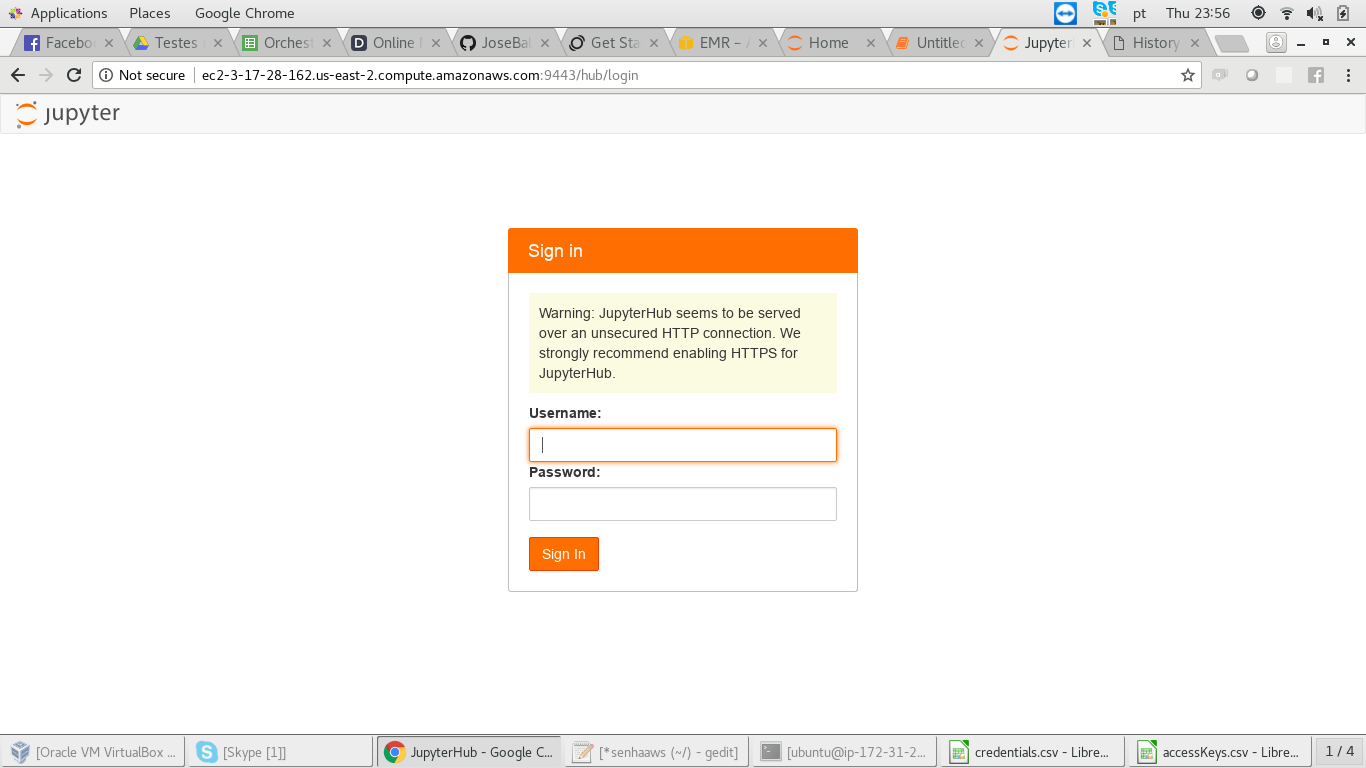 Applications Places Google Chrome pt Thu 23:56
Facebo Testes Orchest Online N JoseBal Get Sta EMR – A Home Untitled Jupyter History
Not secure ec2-3-17-28-162.us-east-2.compute.amazonaws.com:9443/hub/login
jupyter
Sign in
Warning: JupyterHub seems to be served
over an unsecured HTTP connection. We
strongly recommend enabling HTTPS for
JupyterHub.
Username:
Password:
Sign In
[Oracle VM VirtualBox ... [Skype [1]] JupyterHub - Google C... [*senhaaws (~/) - gedit] [ubuntu@ip-172-31-2... credentials.csv - Libre... accessKeys.csv - Libre... 1 / 4